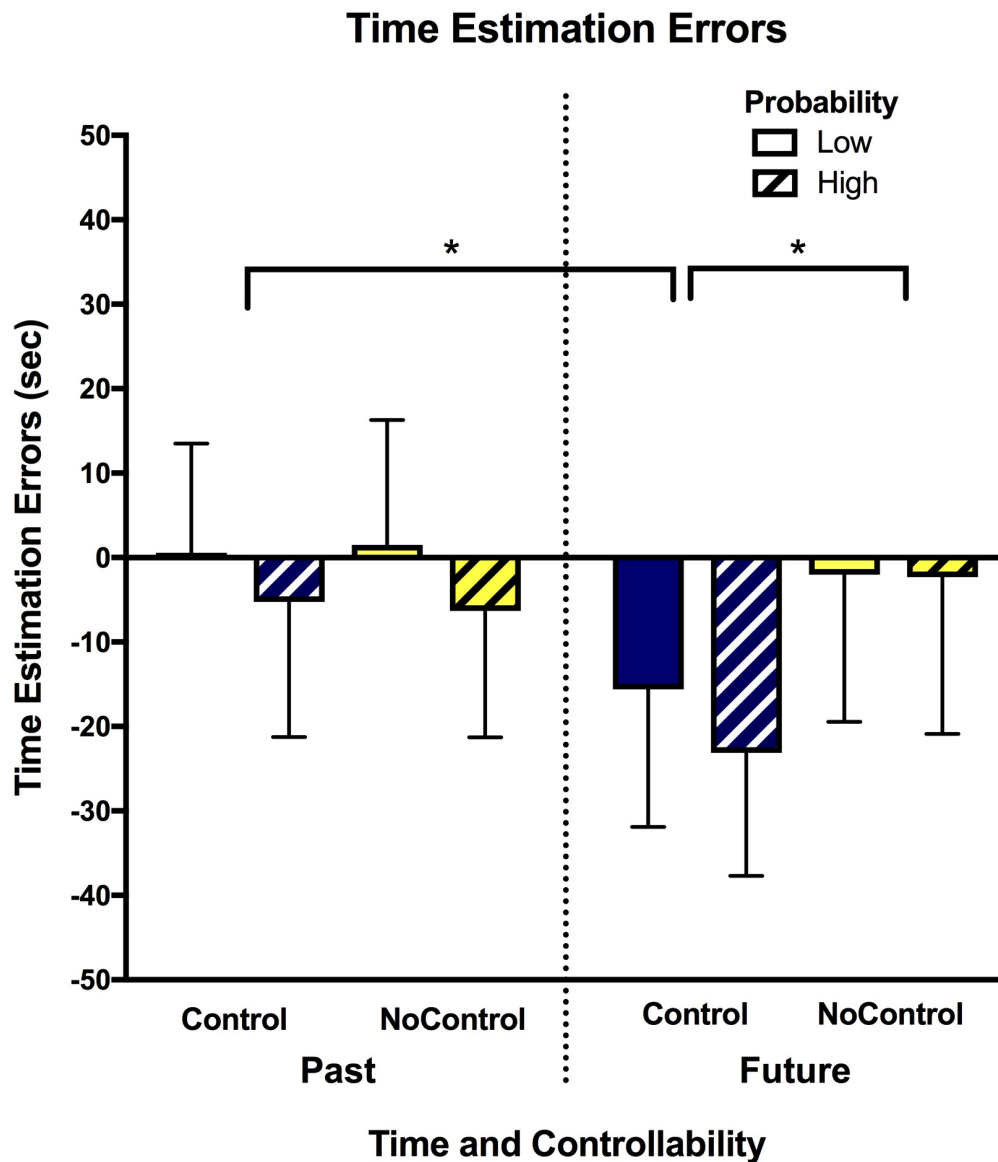 Time Estimation Errors
Probability
Low
High
50
40
30
20
10
0
-10
-20
-30
-40
-50
Time Estimation Errors (sec)
*
*
Control
NoControl
Control
NoControl
Past
Future
Time and Controllability